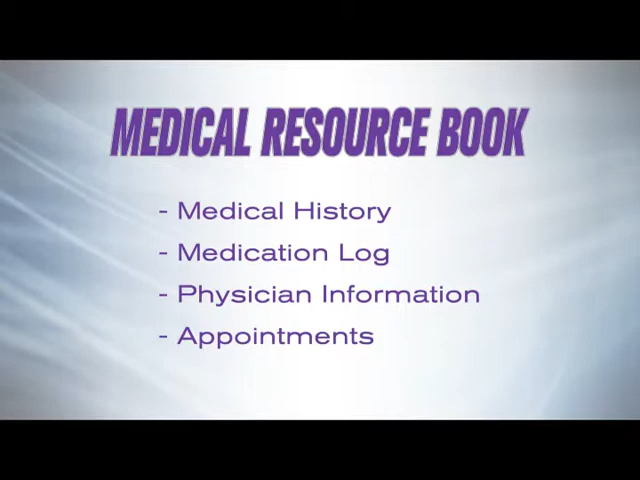 MEDICAL RESOURCE BOOK
- Medical History
- Medication Log
- Physician Information
- Appointments